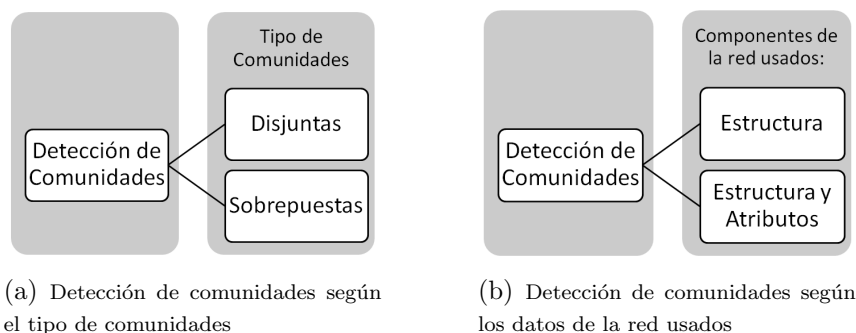 Tipo de
Comunidades
Disjuntas
Detección de
Comunidades
Sobrepuestas
(a) Detección de comunidades según
el tipo de comunidades
Componentes de
la red usados:
Estructura
Detección de
Comunidades
Estructura y
Atributos
(b) Detección de comunidades según
los datos de la red usados